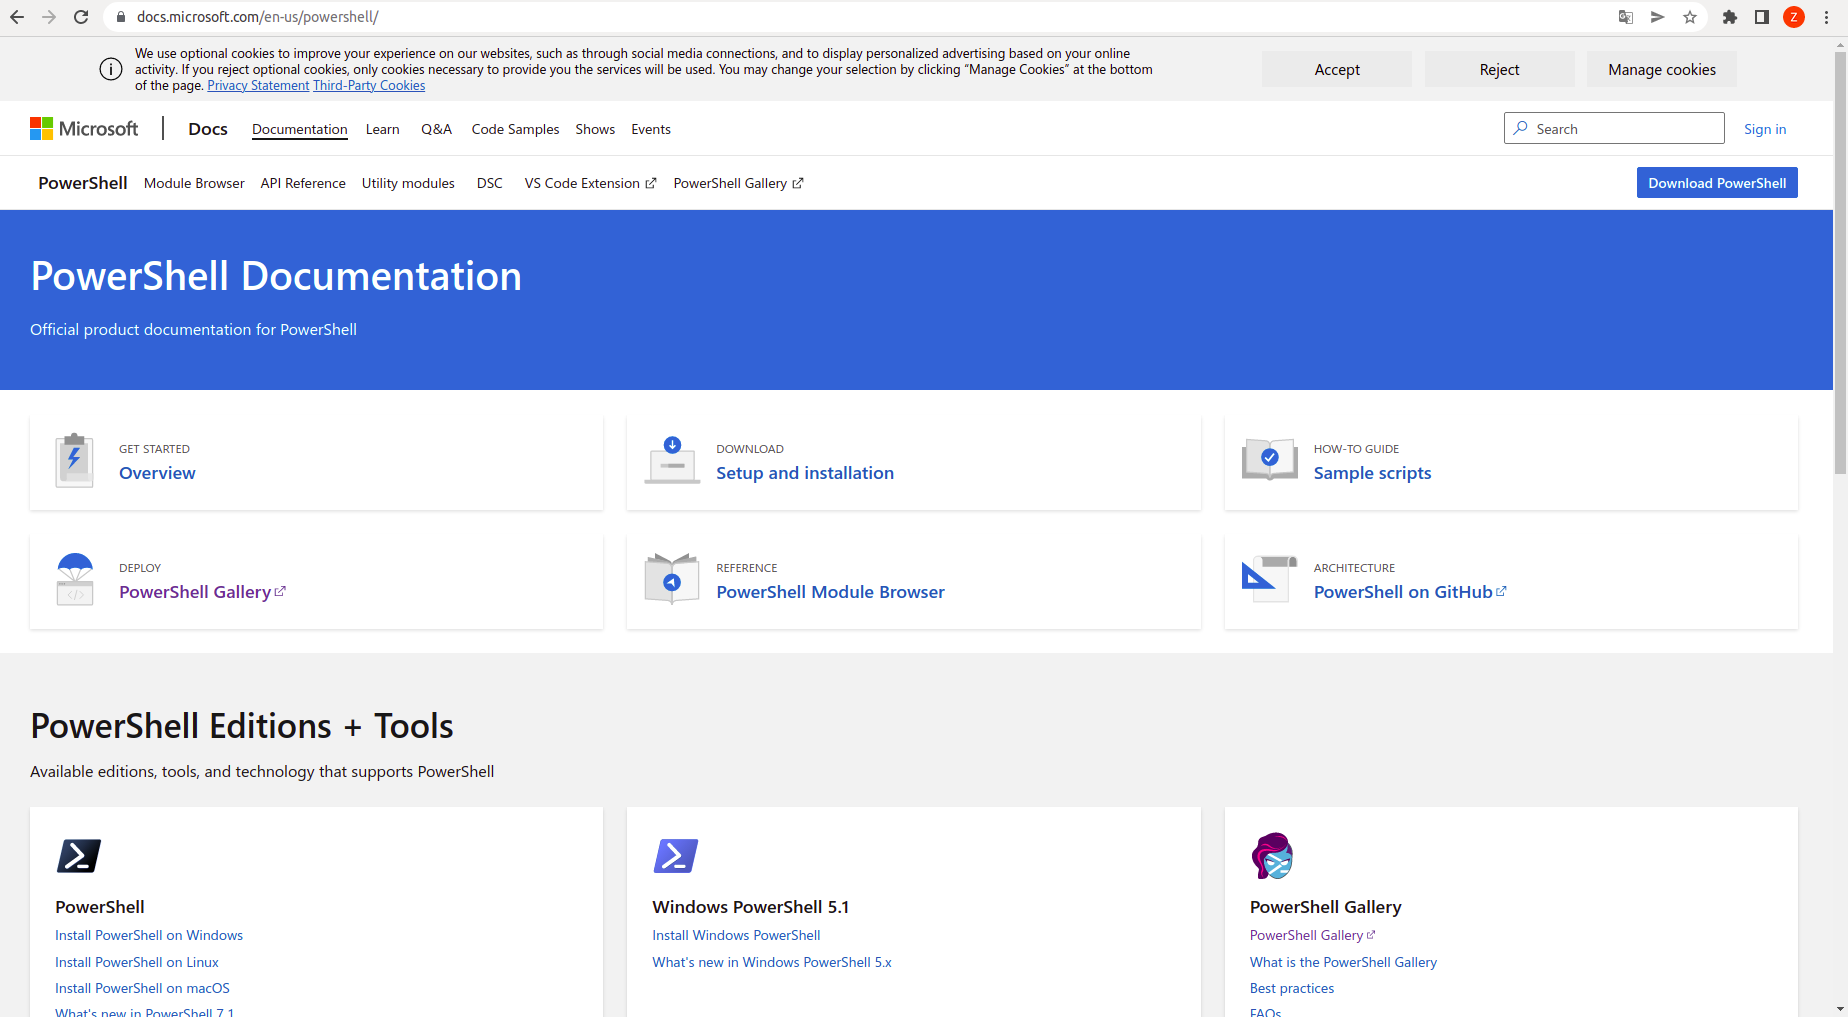 docs.microsoft.com/en-us/powershell/
Z
We use optional cookies to improve your experience on our websites, such as through social media connections, and to display personalized advertising based on your online
activity. If you reject optional cookies, only cookies necessary to provide you the services will be used. You may change your selection by clicking “Manage Cookies” at the bottom
of the page. Privacy Statement Third-Party Cookies
Accept
Reject
Manage cookies
Microsoft
Docs
Documentation
Learn
Q&A
Code Samples
Shows
Events
Search
Sign in
PowerShell
Module Browser
API Reference
Utility modules
DSC
VS Code Extension
PowerShell Gallery
Download PowerShell
PowerShell Documentation
Official product documentation for PowerShell
GET STARTED
Overview
DOWNLOAD
Setup and installation
HOW-TO GUIDE
Sample scripts
DEPLOY
PowerShell Gallery
REFERENCE
PowerShell Module Browser
ARCHITECTURE
PowerShell on GitHub
PowerShell Editions + Tools
Available editions, tools, and technology that supports PowerShell
PowerShell
Install PowerShell on Windows
Install PowerShell on Linux
Install PowerShell on macOS
What's new in PowerShell 7.1
Windows PowerShell 5.1
Install Windows PowerShell
What's new in Windows PowerShell 5.x
PowerShell Gallery
PowerShell Gallery
What is the PowerShell Gallery
Best practices
FAQs